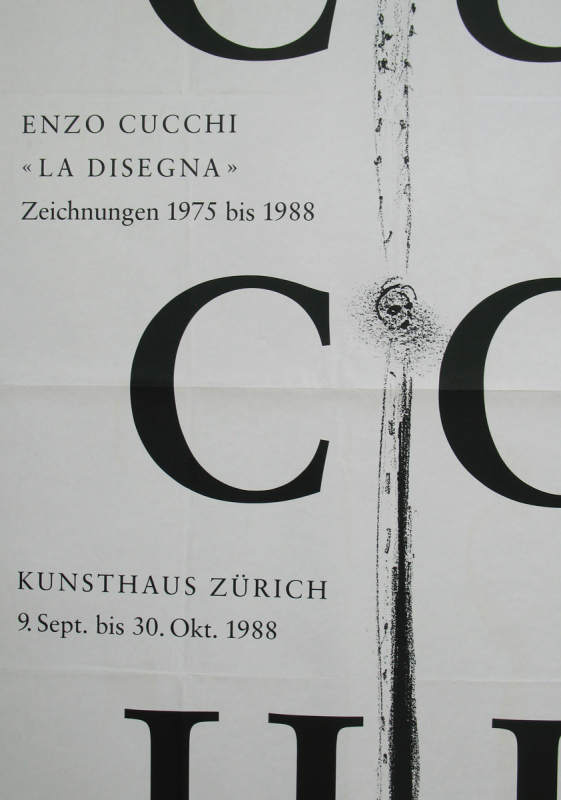 C
ENZO CUCCHI
«LA DISEGNA»
Zeichnungen 1975 bis 1988
C C
KUNSTHAUS ZÜRICH
9. Sept. bis 30. Okt. 1988
H